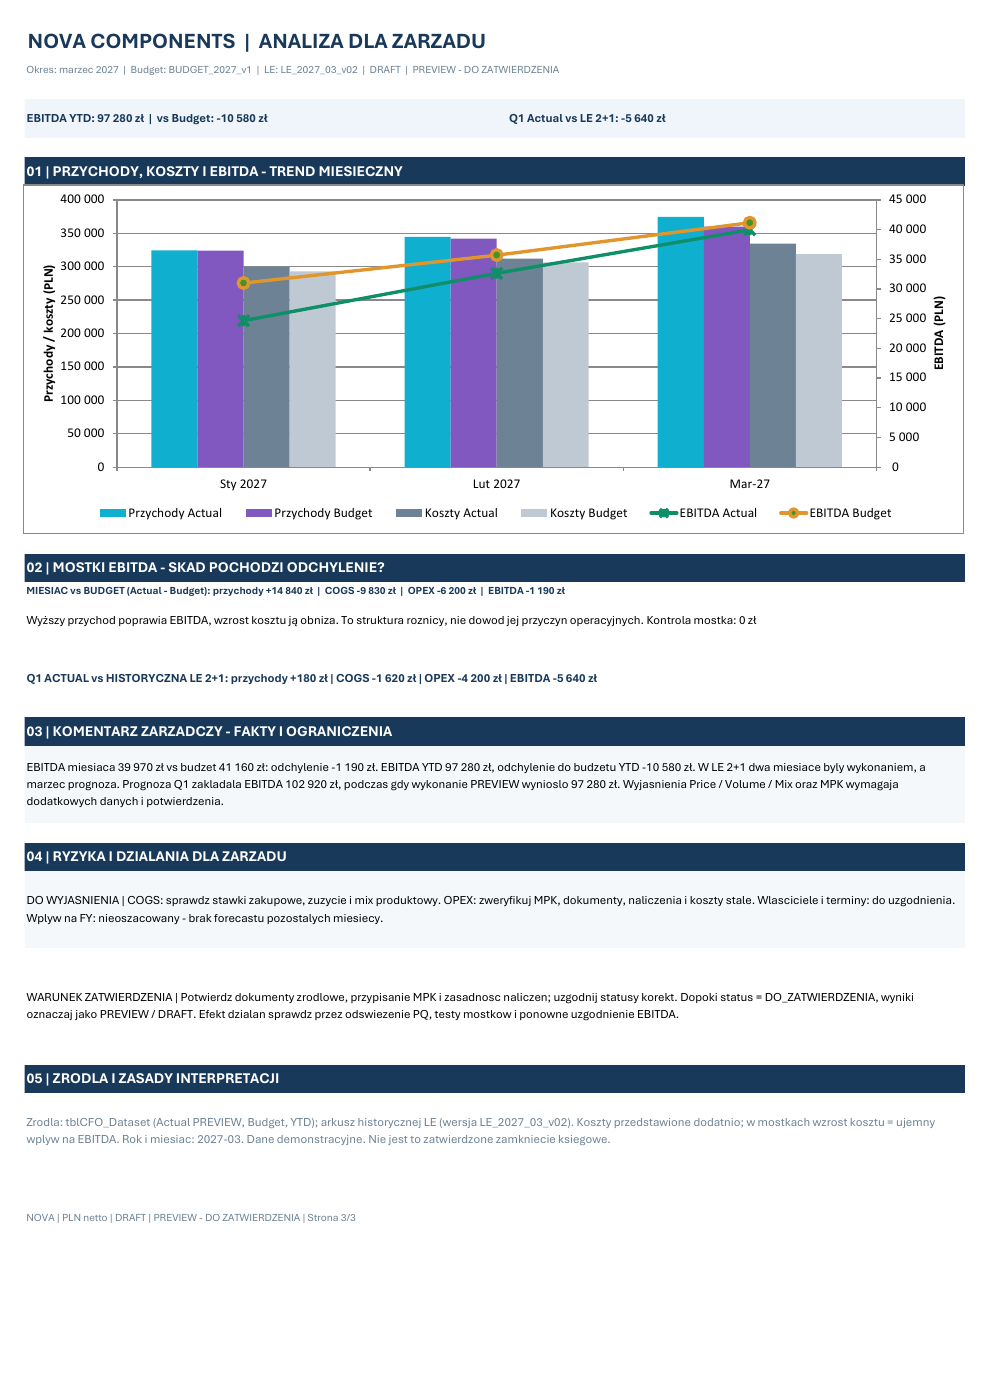 NOVA COMPONENTS | ANALIZA DLA ZARZADU
Okres: marzec 2027 | Budget: BUDGET_2027_v1 | LE: LE_2027_03_v02 | DRAFT | PREVIEW - DO ZATWIERDZENIA
EBITDA YTD: 97 280 zł | vs Budget: -10 580 zł
Q1 Actual vs LE 2+1: -5 640 zł
01 | PRZYCHODY, KOSZTY I EBITDA - TREND MIESIECZNY
Przychody / koszty (PLN)
400 000
350 000
300 000
250 000
200 000
150 000
100 000
50 000
0
45 000
40 000
35 000
30 000
25 000
20 000
15 000
10 000
5 000
0
EBITDA (PLN)
Sty 2027
Lut 2027
Mar-27
Przychody Actual
Przychody Budget
Koszty Actual
Koszty Budget
EBITDA Actual
EBITDA Budget
02 | MOSTKI EBITDA - SKAD POCHODZI ODCHYLENIE?
MIESIAC vs BUDGET (Actual - Budget): przychody +14 840 zł | COGS -9 830 zł | OPEX -6 200 zł | EBITDA -1 190 zł
Wyższy przychod poprawia EBITDA, wzrost kosztu ją obniza. To struktura roznicy, nie dowod jej przyczyn operacyjnych. Kontrola mostka: 0 zł
Q1 ACTUAL vs HISTORYCZNA LE 2+1: przychody +180 zł | COGS -1 620 zł | OPEX -4 200 zł | EBITDA -5 640 zł
03 | KOMENTARZ ZARZADCZY - FAKTY I OGRANICZENIA
EBITDA miesiaca 39 970 zł vs budzet 41 160 zł: odchylenie -1 190 zł. EBITDA YTD 97 280 zł, odchylenie do budzetu YTD -10 580 zł. W LE 2+1 dwa miesiace byly wykonaniem, a
marzec prognoza. Prognoza Q1 zakladala EBITDA 102 920 zł, podczas gdy wykonanie PREVIEW wynioslo 97 280 zł. Wyjasnienia Price / Volume / Mix oraz MPK wymagaja
dodatkowych danych i potwierdzenia.
04 | RYZYKA I DZIALANIA DLA ZARZADU
DO WYJASNIENIA | COGS: sprawdz stawki zakupowe, zuzycie i mix produktowy. OPEX: zweryfikuj MPK, dokumenty, naliczenia i koszty stale. Wlasciciele i terminy: do uzgodnienia.
Wplyw na FY: nieoszacowany - brak forecastu pozostalych miesiecy.
WARUNEK ZATWIERDZENIA | Potwierdz dokumenty zrodlowe, przypisanie MPK i zasadnosc naliczen; uzgodnij statusy korekt. Dopoki status = DO_ZATWIERDZENIA, wyniki
oznaczaj jako PREVIEW / DRAFT. Efekt dzialan sprawdz przez odswiezenie PQ, testy mostkow i ponowne uzgodnienie EBITDA.
05 | ZRODLA I ZASADY INTERPRETACJI
Zrodla: tblCFO_Dataset (Actual PREVIEW, Budget, YTD); arkusz historycznej LE (wersja LE_2027_03_v02). Koszty przedstawione dodatnio; w mostkach wzrost kosztu = ujemny
wplyw na EBITDA. Rok i miesiac: 2027-03. Dane demonstracyjne. Nie jest to zatwierdzone zamkniecie ksiegowe.
NOVA | PLN netto | DRAFT | PREVIEW - DO ZATWIERDZENIA | Strona 3/3